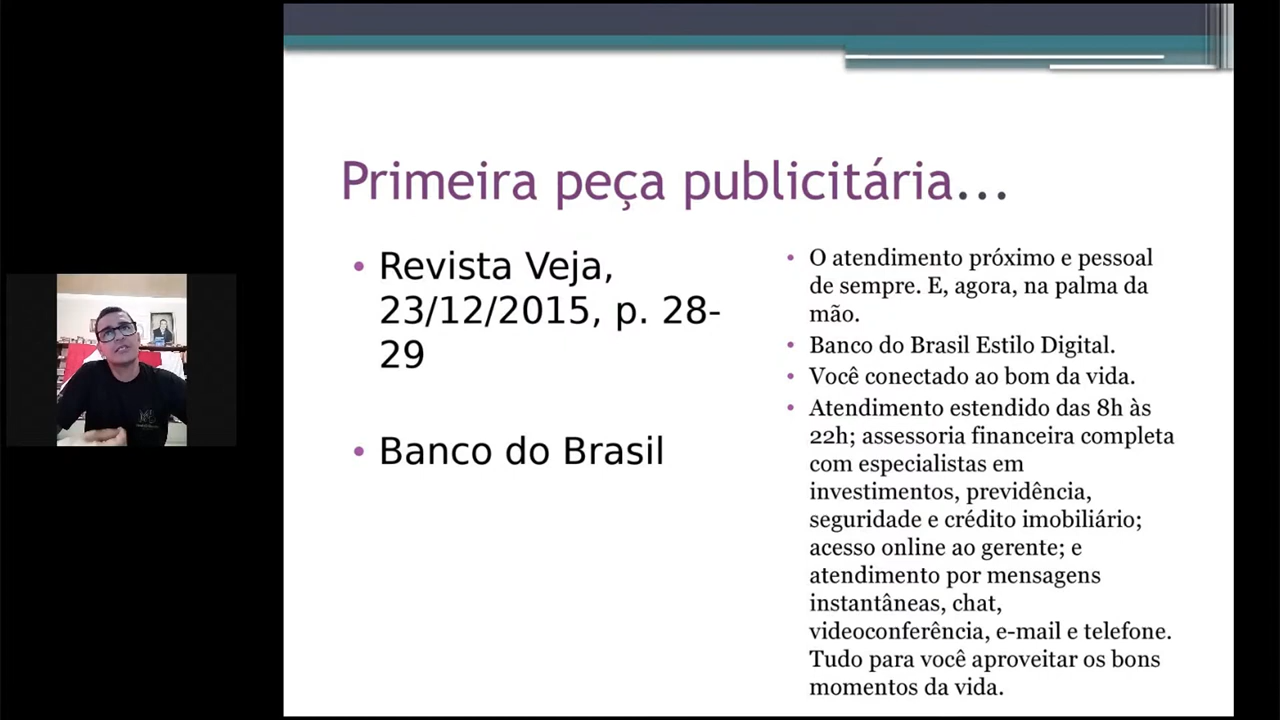 Primeira peça publicitária...
• Revista Veja,
23/12/2015, p. 28-
29
• Banco do Brasil
• O atendimento próximo e pessoal
de sempre. E, agora, na palma da
mão.
• Banco do Brasil Estilo Digital.
• Você conectado ao bom da vida.
• Atendimento estendido das 8h às
22h; assessoria financeira completa
com especialistas em
investimentos, previdência,
seguridade e crédito imobiliário;
acesso online ao gerente; e
atendimento por mensagens
instantâneas, chat,
videoconferência, e-mail e telefone.
Tudo para você aproveitar os bons
momentos da vida.